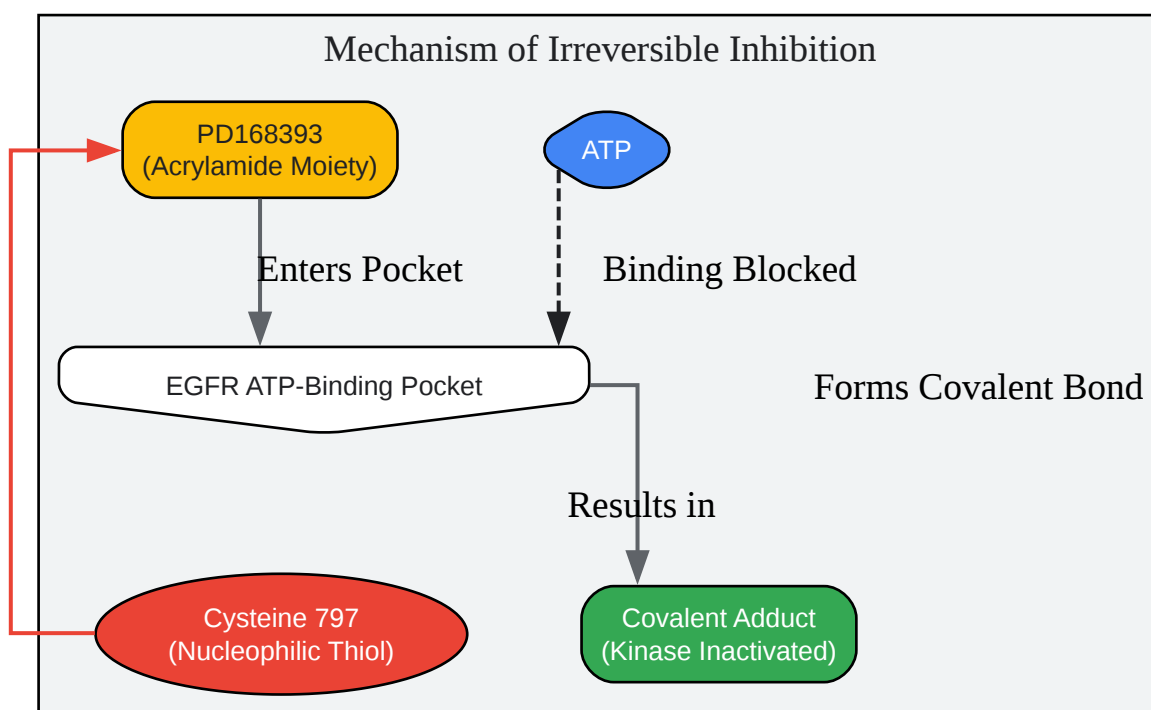 Mechanism of Irreversible Inhibition
PD168393
(Acrylamide Moiety)
ATP
Enters Pocket
Binding Blocked
EGFR ATP-Binding Pocket
Forms Covalent Bond
Results in
Cysteine 797
(Nucleophilic Thiol)
Covalent Adduct
(Kinase Inactivated)